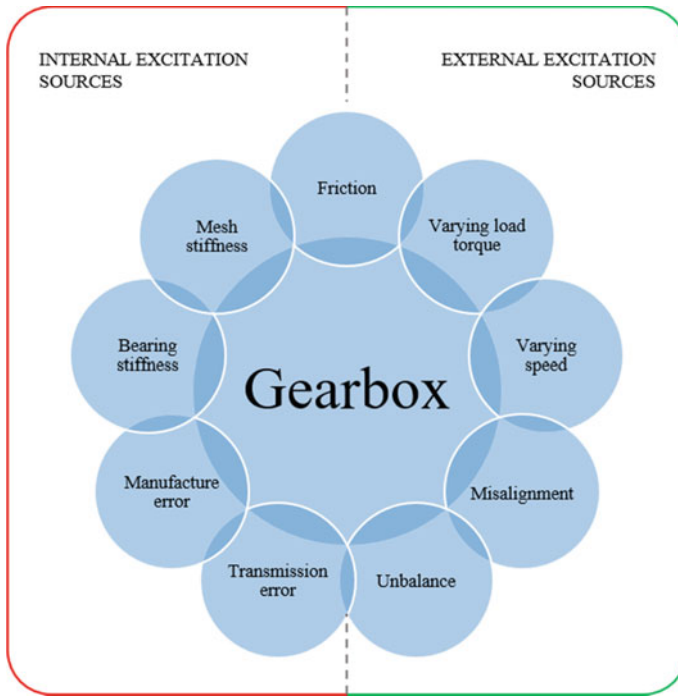 INTERNAL EXCITATION
SOURCES
EXTERNAL EXCITATION
SOURCES
Friction
Mesh
stiffness
Varying load
torque
Bearing
stiffness
Varying
speed
Gearbox
Manufacture
error
Misalignment
Transmission
error
Unbalance